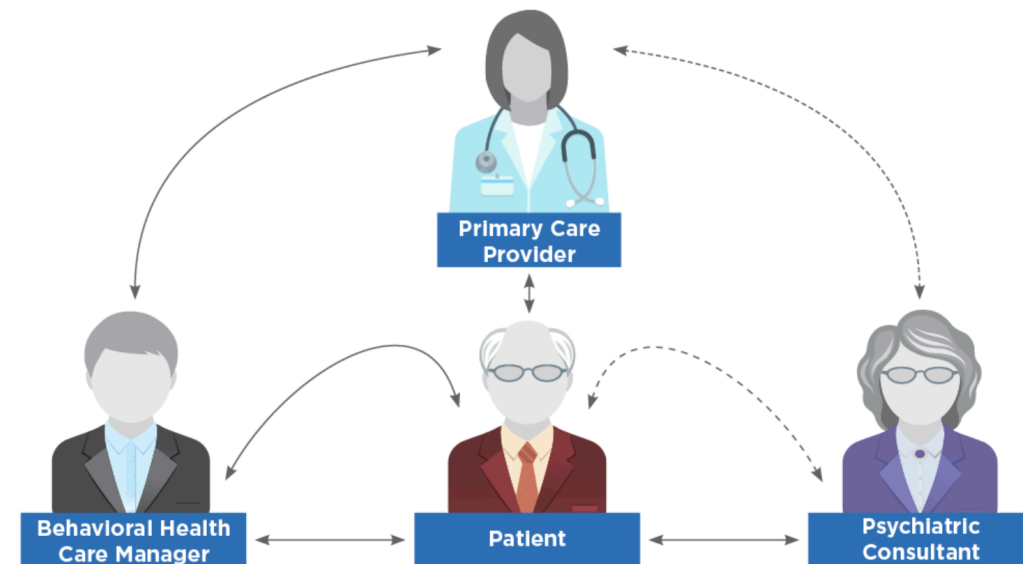 Primary Care
Provider
Behavioral Health
Care Manager
Patient
Psychiatric
Consultant